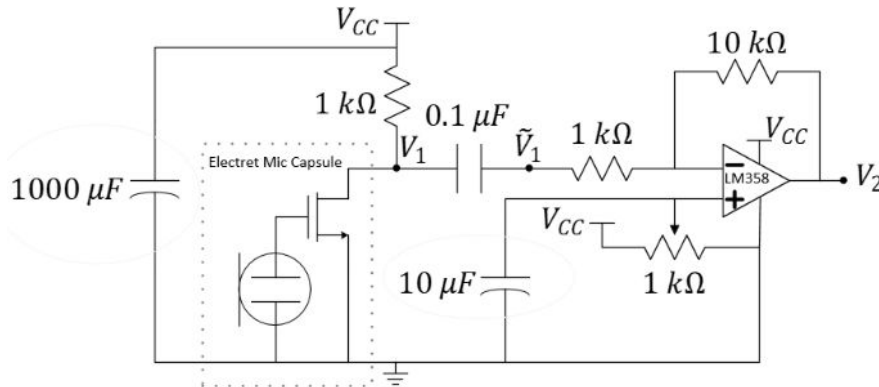 V_CC
10 kΩ
1 kΩ
0.1 μF
V_1
Ṽ_1
1 kΩ
V_CC
Electret Mic Capsule
−
LM358
V_2
1000 μF
+
V_CC
10 μF
1 kΩ